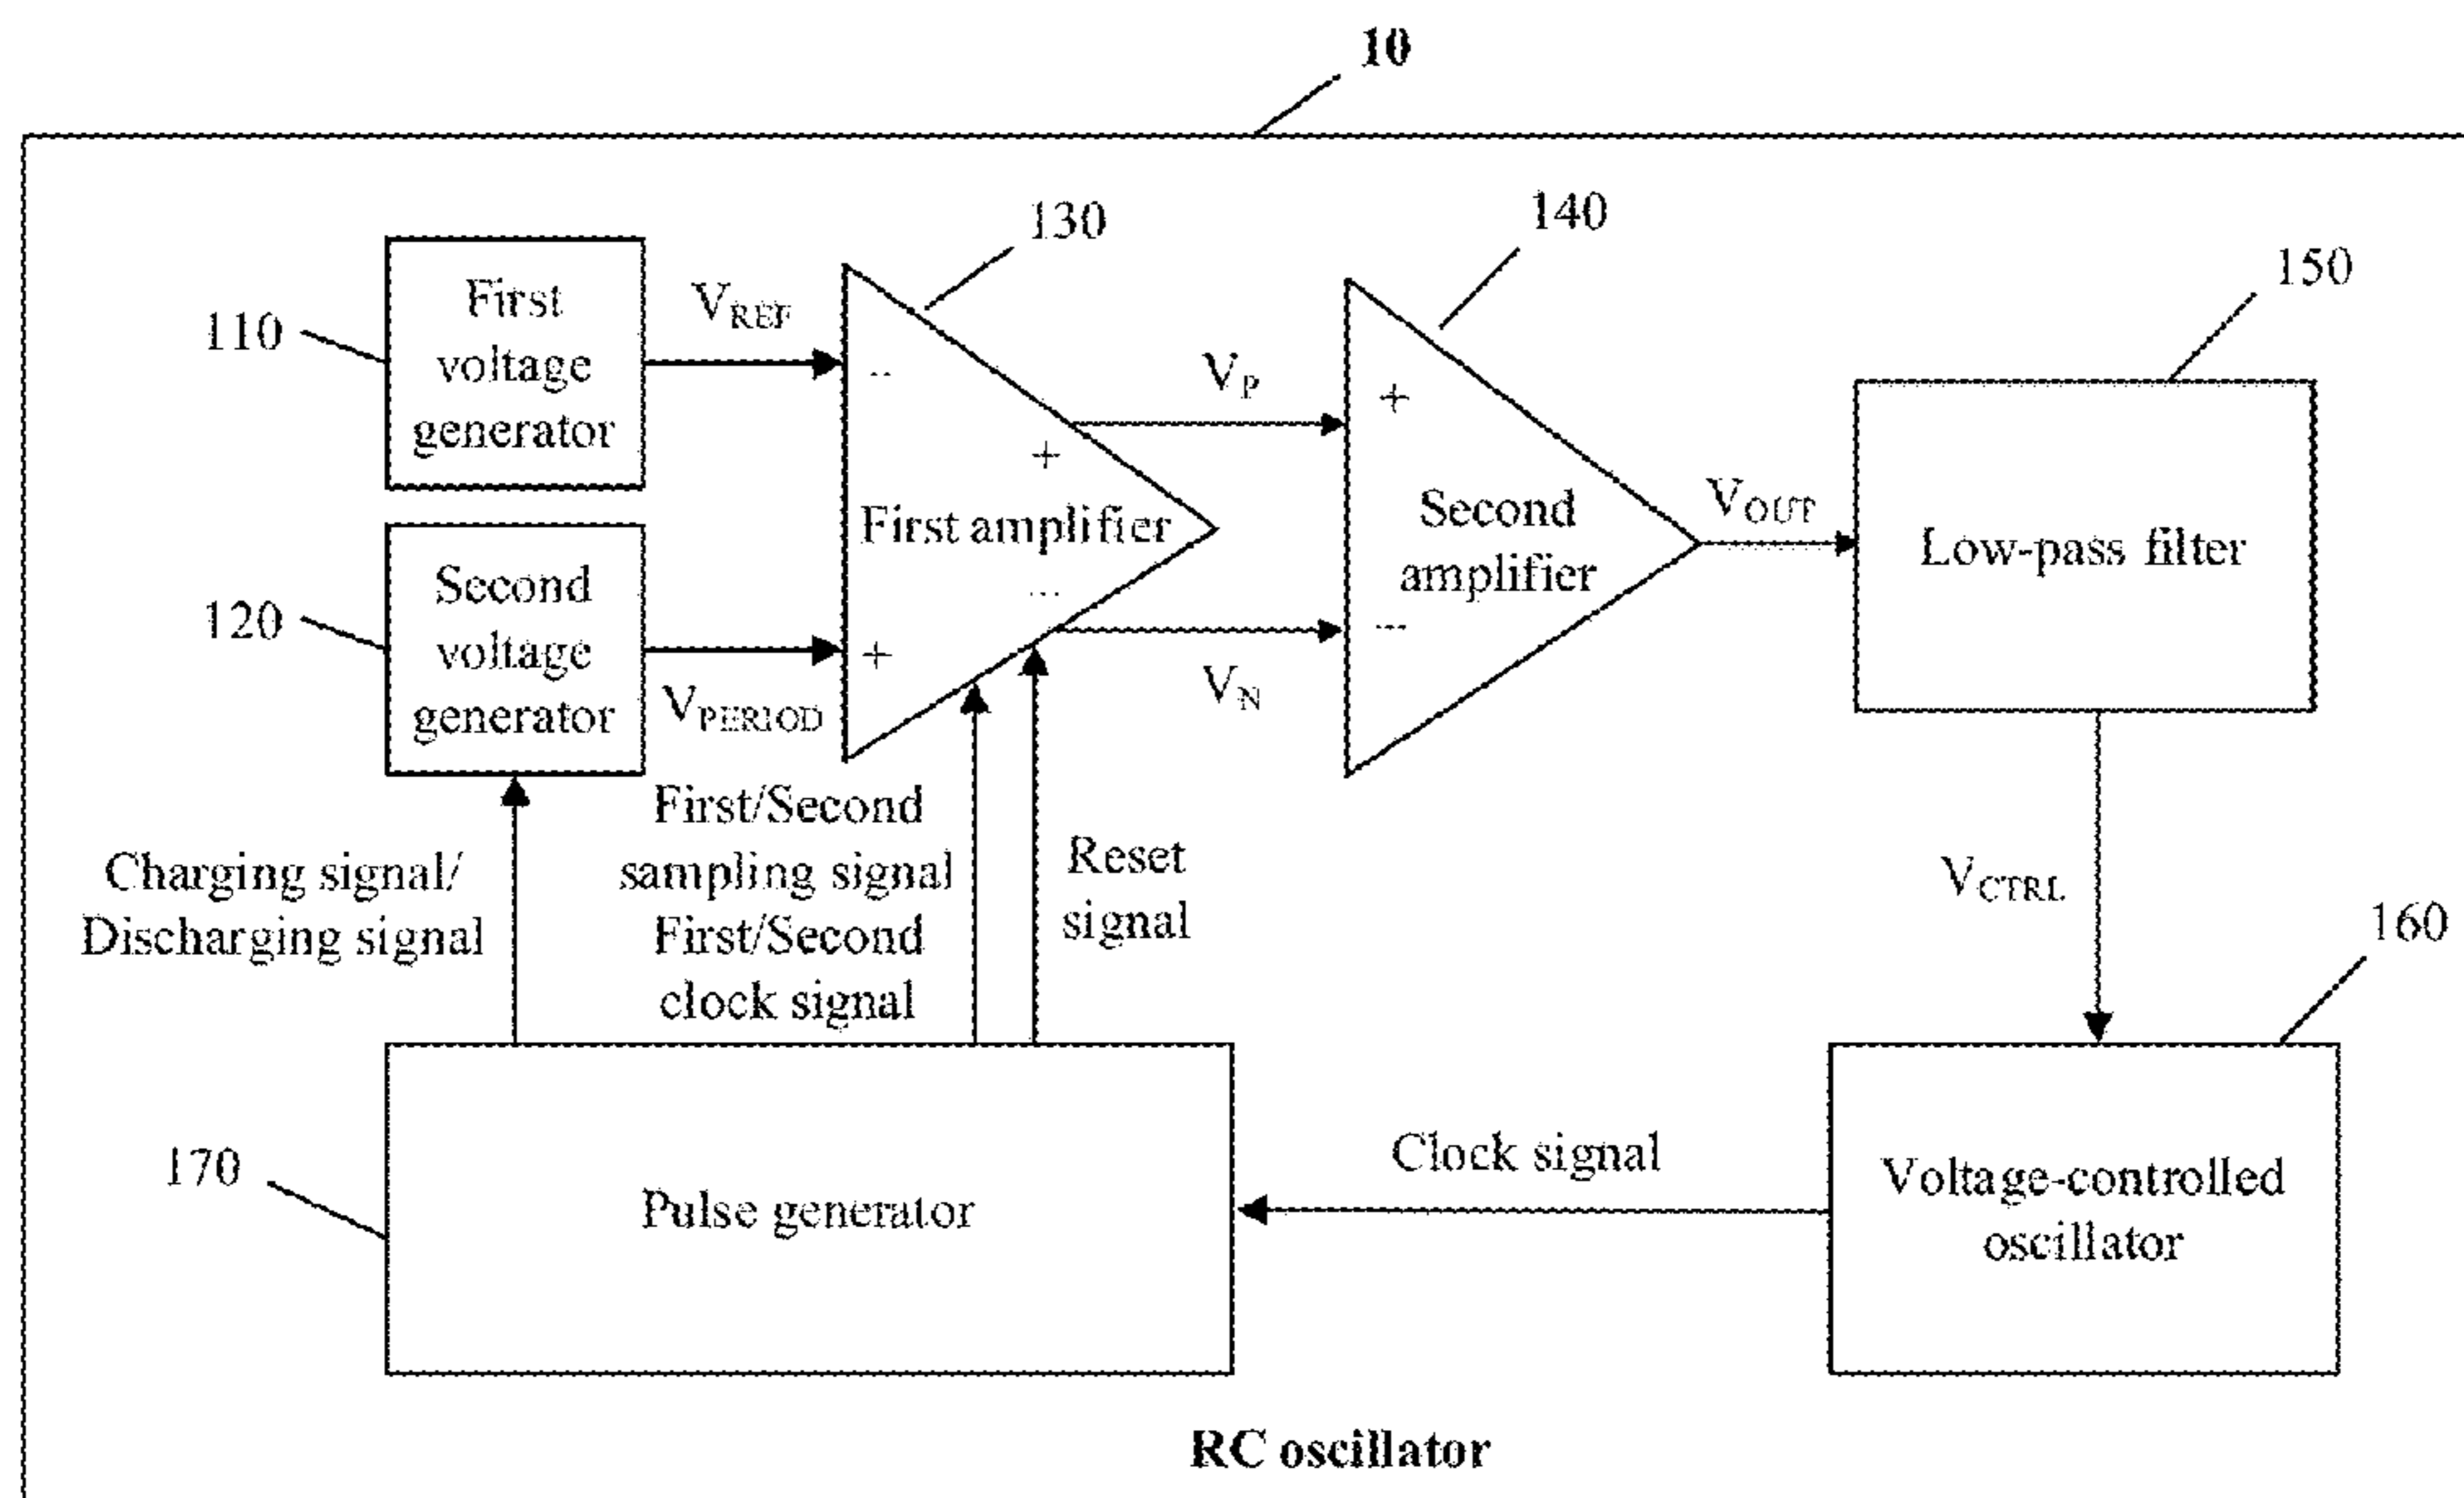 10
130
140
150
110
First
voltage
generator
VREF
-
+
First amplifier
-
+
VP
VN
+
-
Second
amplifier
VOUT
Low-pass filter
120
Second
voltage
generator
VPERIOD
Charging signal/
Discharging signal
First/Second
sampling signal
First/Second
clock signal
Reset
signal
VCTRL
160
170
Pulse generator
Clock signal
Voltage-controlled
oscillator
RC oscillator